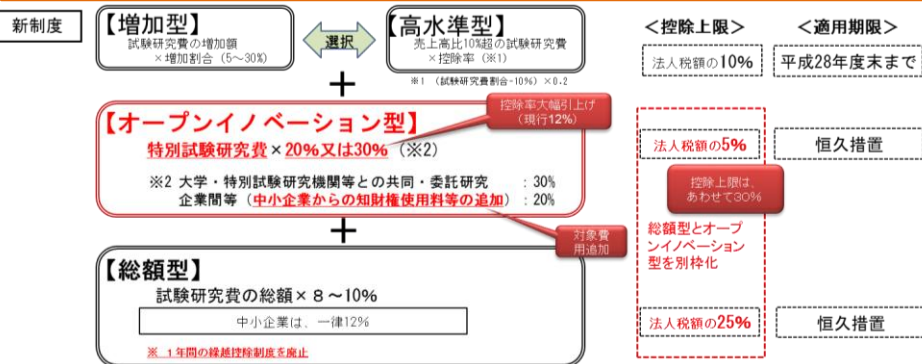 新制度
【増加型】
試験研究費の増加額
×増加割合（5～30%）
選択
【高水準型】
売上高比10%超の試験研究費
×控除率（※1）
※1 （試験研究費割合-10%）×0.2
＜控除上限＞
＜適用期限＞
法人税額の10%
平成28年度末まで
＋
【オープンイノベーション型】
特別試験研究費×20%又は30%（※2）
控除率大幅引上げ
（現行12%）
※2 大学・特別試験研究機関等との共同・委託研究 ：30%
企業間等（中小企業からの知財権使用料等の追加）：20%
法人税額の5%
恒久措置
控除上限は、
あわせて30%
＋
対象費
用追加
総額型とオープ
ンイノベーション
型を別枠化
【総額型】
試験研究費の総額×８～10%
中小企業は、一律12%
※ １年間の繰越控除制度を廃止
法人税額の25%
恒久措置